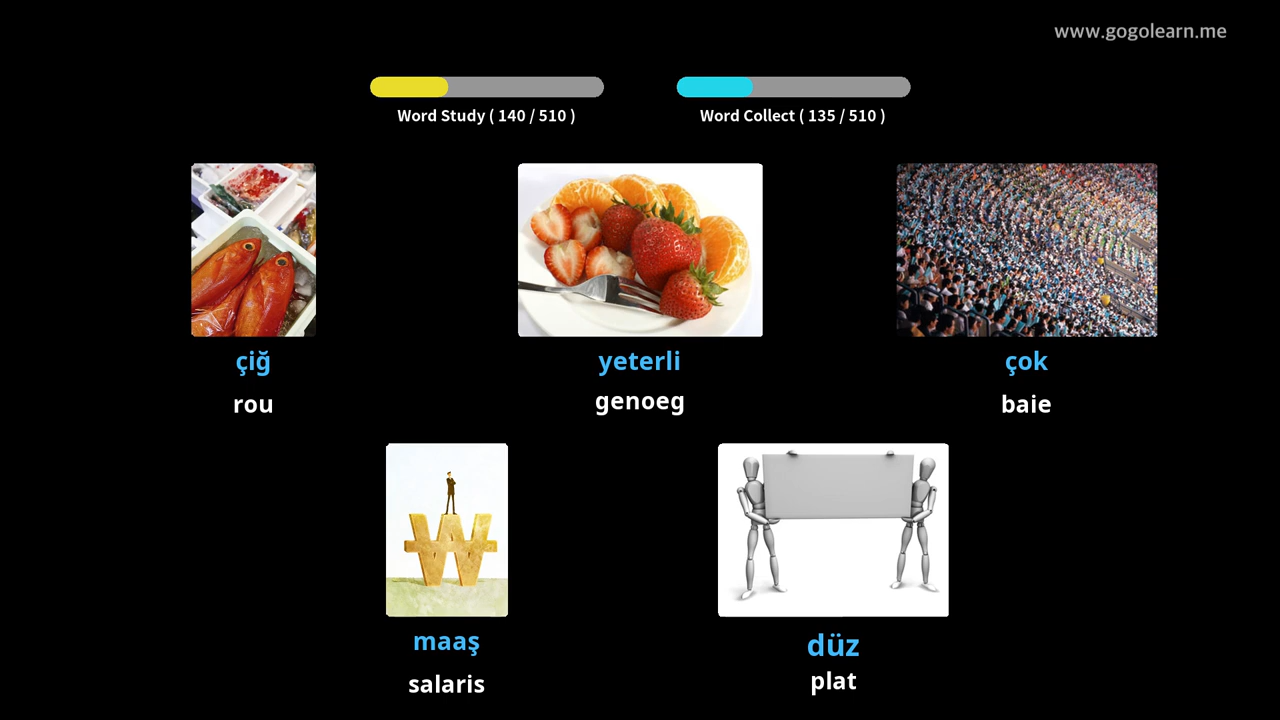 www.gogolearn.me
Word Study ( 140 / 510 )
Word Collect ( 135 / 510 )
çiğ
rou
yeterli
genoeg
çok
baie
maaş
salaris
düz
plat